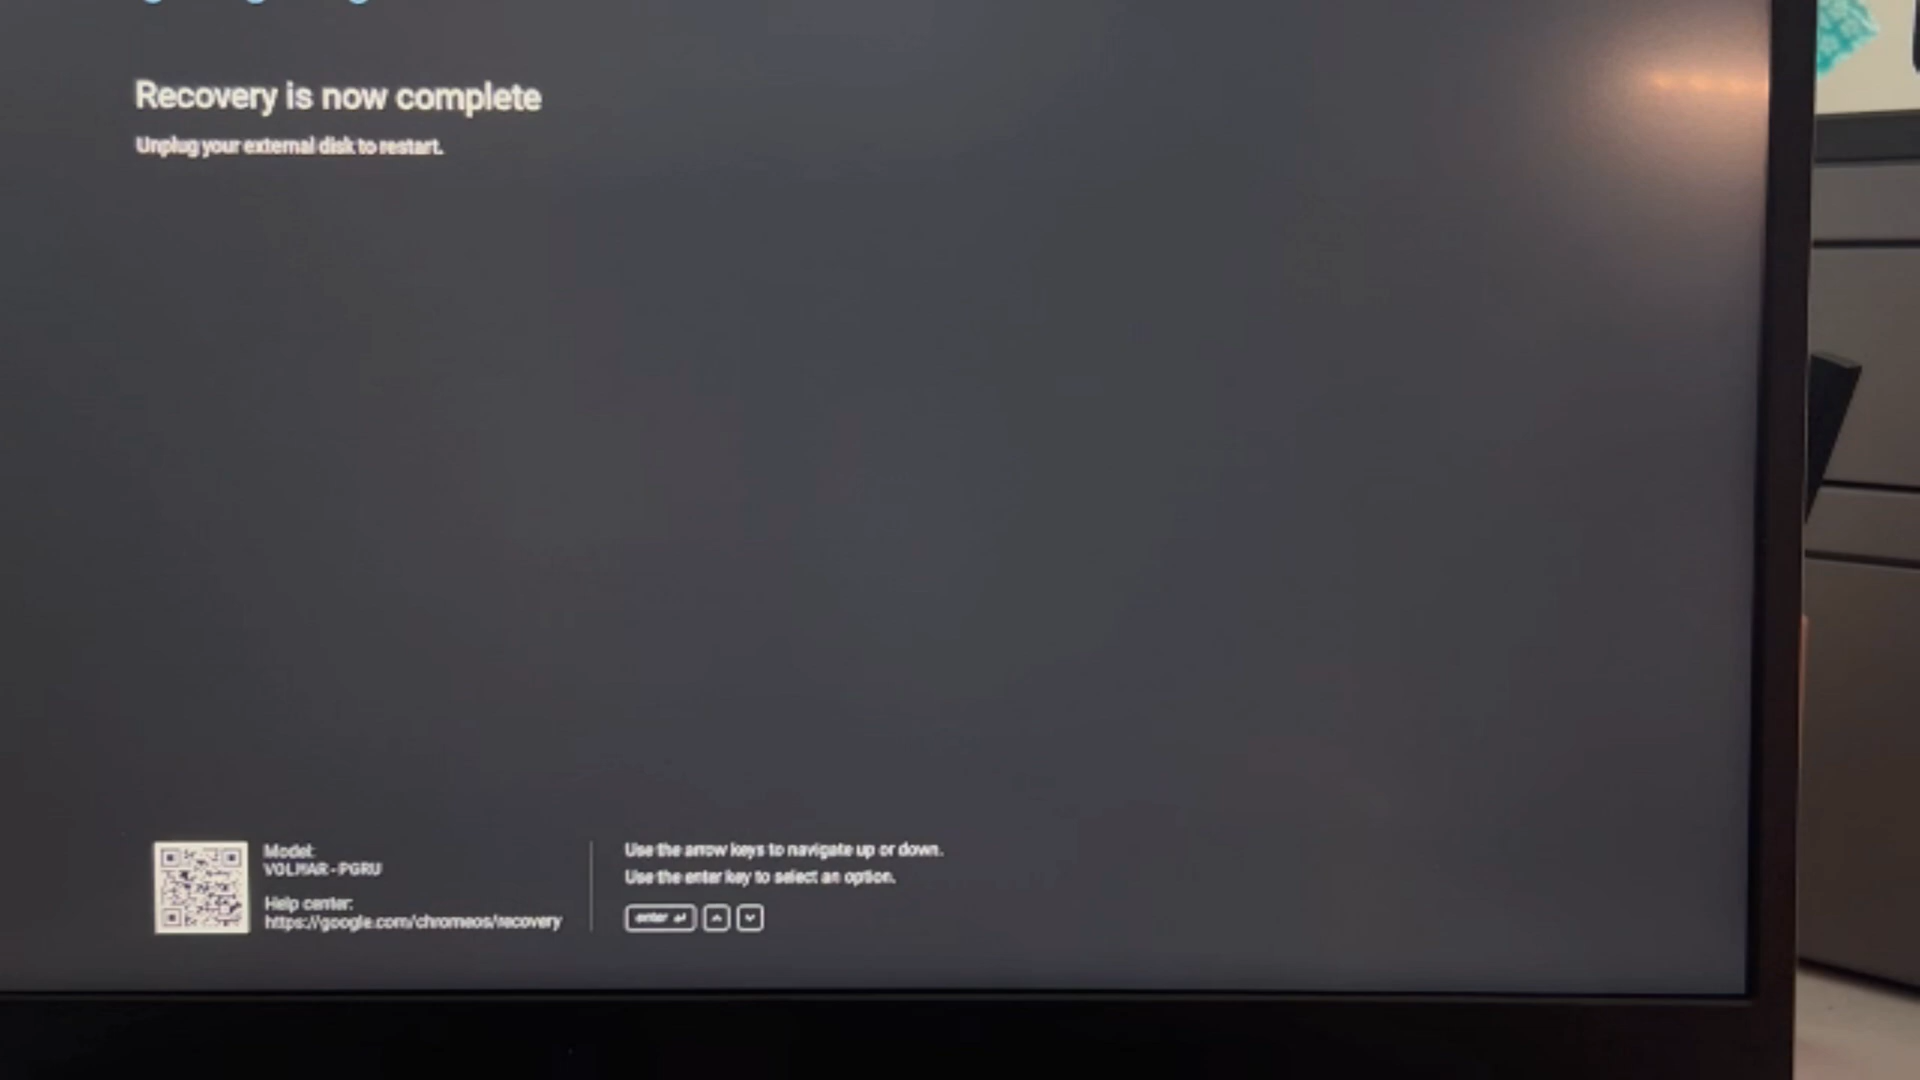 Recovery is now complete
Unplug your external disk to restart.
Model:
VOLMAR-PGRU
Help center:
https://google.com/chromeos/recovery
Use the arrow keys to navigate up or down.
Use the enter key to select an option.
enter